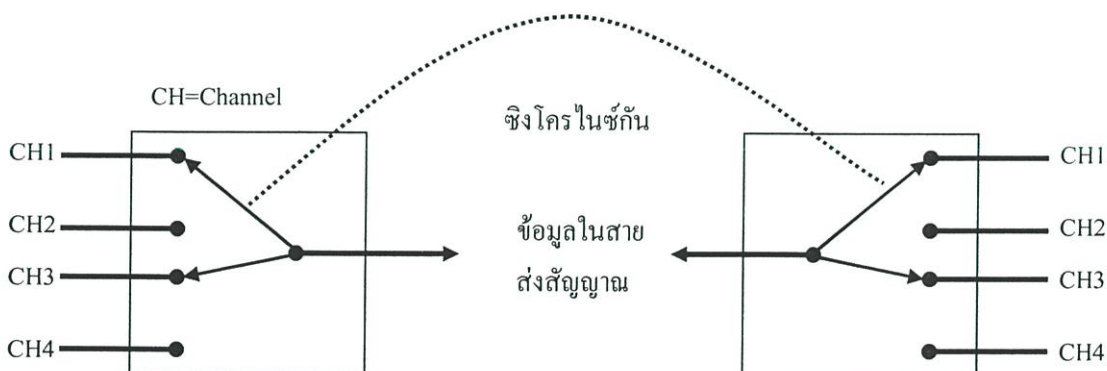 CH=Channel
ซิงโครไนซ์กัน
CH1
CH2
CH3
CH4
ข้อมูลในสาย
ส่งสัญญาณ
CH1
CH2
CH3
CH4